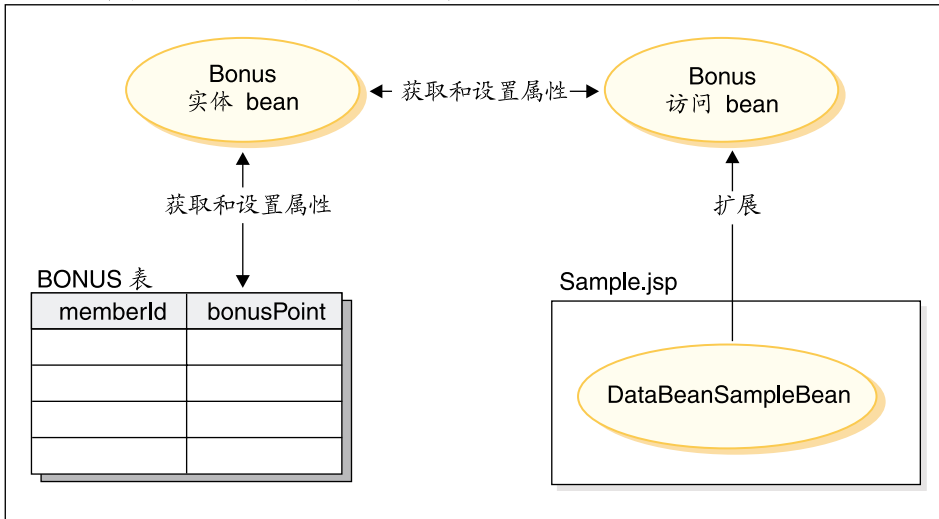 Bonus
实体 bean
获取和设置属性
Bonus
访问 bean
获取和设置属性
扩展
BONUS 表
memberId bonusPoint
Sample.jsp
DataBeanSampleBean